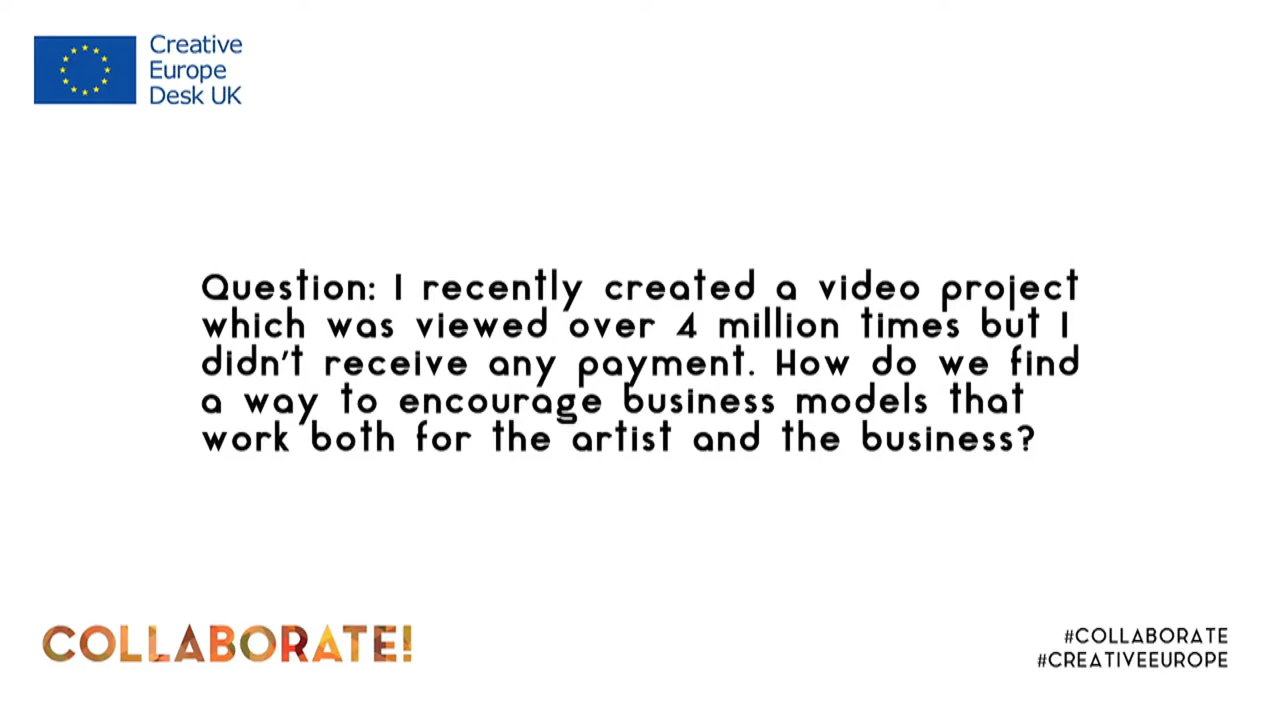 Creative
Europe
Desk UK
Question: I recently created a video project
which was viewed over 4 million times but I
didn't receive any payment. How do we find
a way to encourage business models that
work both for the artist and the business?
COLLABORATE!
#COLLABORATE
#CREATIVEEUROPE